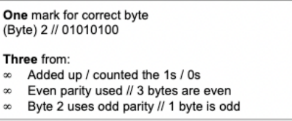 One mark for correct byte
(Byte) 2 // 01010100
Three from:
∞ Added up / counted the 1s / 0s
∞ Even parity used // 3 bytes are even
∞ Byte 2 uses odd parity // 1 byte is odd